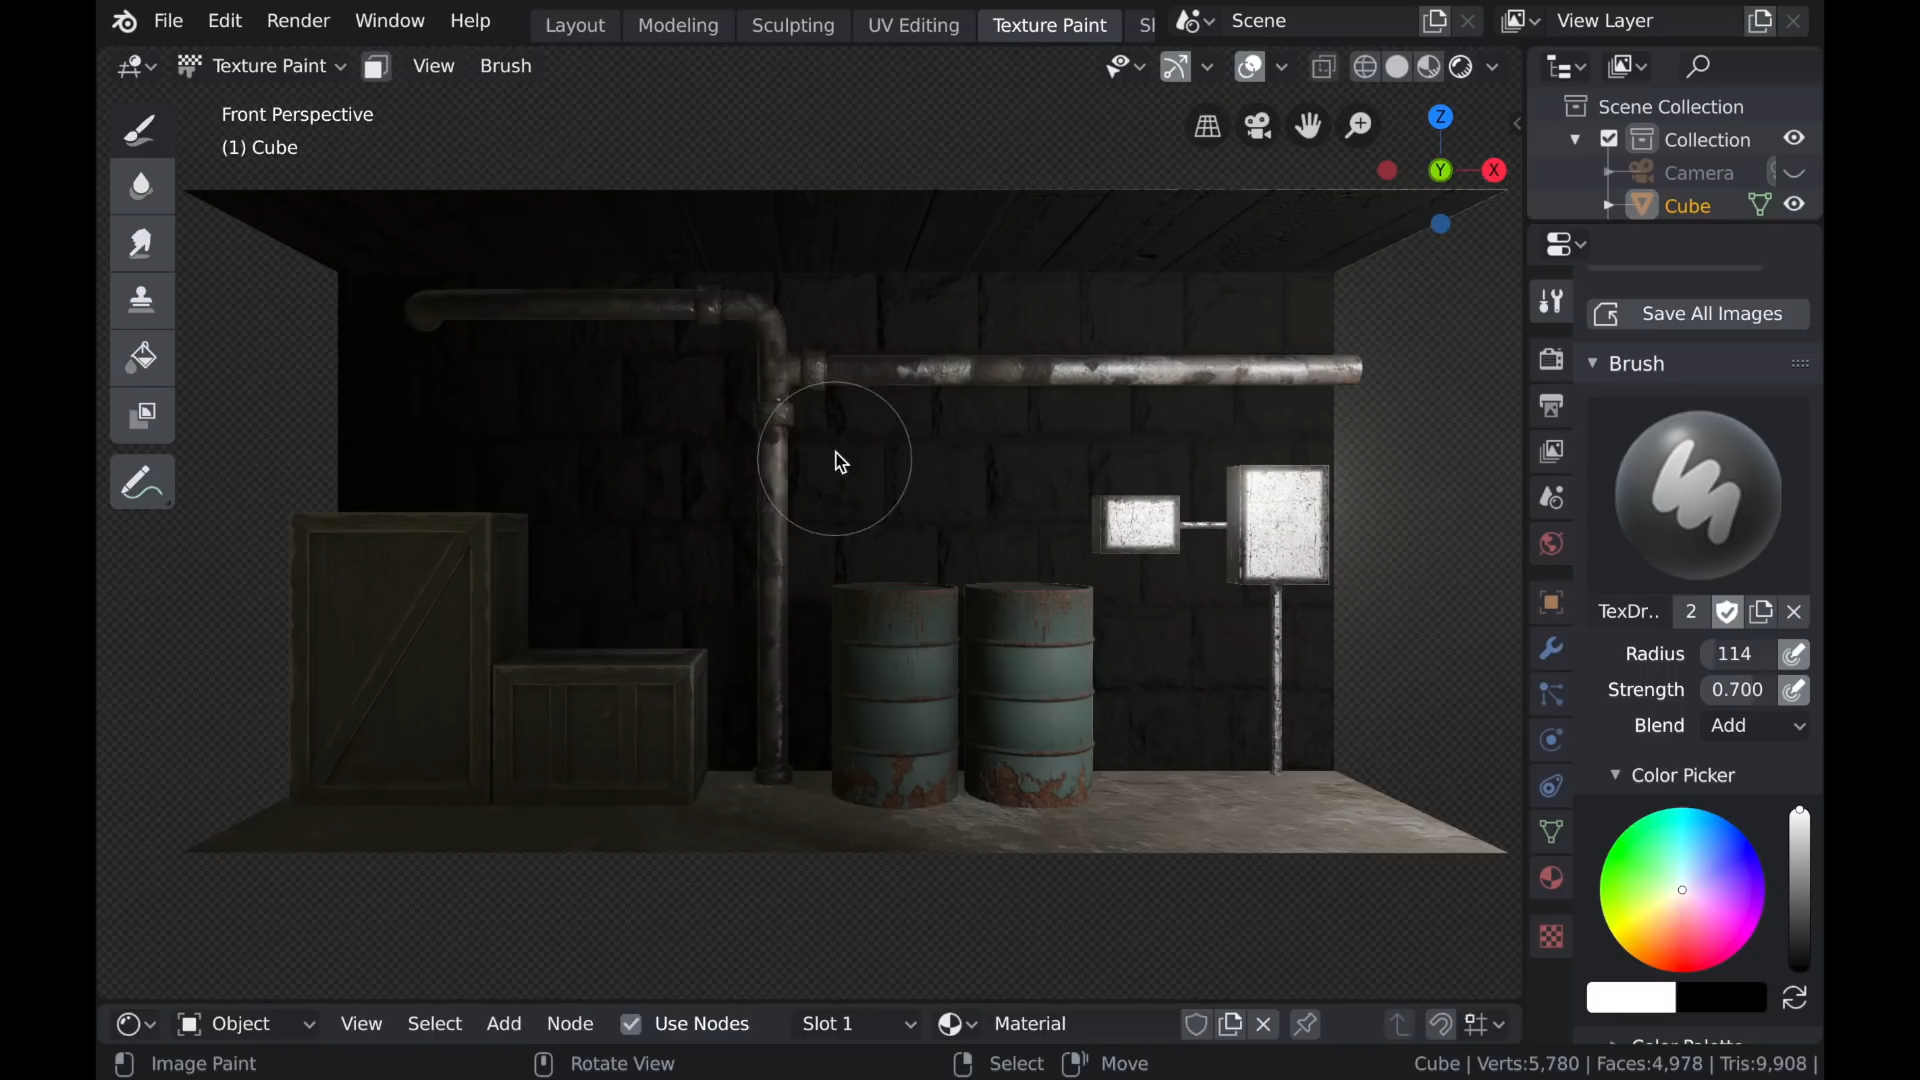 File Edit Render Window Help Layout Modeling Sculpting UV Editing Texture Paint Scene View Layer
Texture Paint View Brush
Front Perspective
(1) Cube
Z
Y X
Scene Collection
Collection
Camera
Cube
Save All Images
Brush
TexDr.. 2
Radius 114
Strength 0.700
Blend Add
Color Picker
Object View Select Add Node Use Nodes Slot 1 Material
Image Paint Rotate View Select Move Cube | Verts:5,780 | Faces:4,978 | Tris:9,908 |